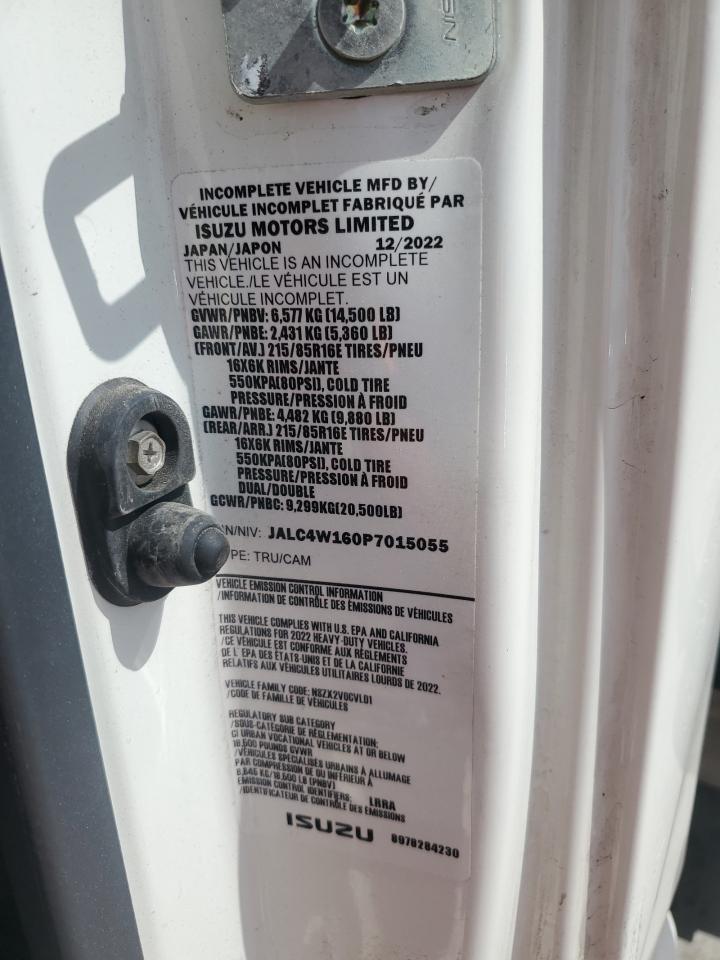 SIN
INCOMPLETE VEHICLE MFD BY/
VÉHICULE INCOMPLET FABRIQUÉ PAR
ISUZU MOTORS LIMITED
JAPAN/JAPON 12/2022
THIS VEHICLE IS AN INCOMPLETE
VEHICLE./LE VÉHICULE EST UN
VÉHICULE INCOMPLET.
GVWR/PNBV: 6,577 KG (14,500 LB)
GAWR/PNBE: 2,431 KG (5,360 LB)
(FRONT/AV.) 215/85R16E TIRES/PNEU
16X6K RIMS/JANTE
550KPA(80PSI), COLD TIRE
PRESSURE/PRESSION À FROID
GAWR/PNBE: 4,482 KG (9,880 LB)
(REAR/ARR.) 215/85R16E TIRES/PNEU
16X6K RIMS/JANTE
550KPA(80PSI), COLD TIRE
PRESSURE/PRESSION À FROID
DUAL/DOUBLE
GCWR/PNBC: 9,299KG(20,500LB)
IN/NIV: JALC4W160P7015055
PE: TRU/CAM
VEHICLE EMISSION CONTROL INFORMATION
/INFORMATION DE CONTRÔLE DES ÉMISSIONS DE VÉHICULES
THIS VEHICLE COMPLIES WITH U.S. EPA AND CALIFORNIA
REGULATIONS FOR 2022 HEAVY-DUTY VEHICLES.
/CE VÉHICULE EST CONFORME AUX RÈGLEMENTS
DE L'EPA DES ÉTATS-UNIS ET DE LA CALIFORNIE
RELATIFS AUX VÉHICULES UTILITAIRES LOURDS DE 2022.
VEHICLE FAMILY CODE: NSZX2VOCVLD1
/CODE DE FAMILLE DE VÉHICULES
REGULATORY SUB CATEGORY
/SOUS-CATÉGORIE DE RÉGLEMENTATION:
CI URBAN VOCATIONAL VEHICLES AT OR BELOW
19,500 POUNDS GVWR
/VÉHICULES SPÉCIALISÉS URBAINS À ALLUMAGE
PAR COMPRESSION DE OU INFÉRIEUR À
8,845 KG/19,500 LB (PNBV)
EMISSION CONTROL IDENTIFIERS: LRRA
/IDENTIFICATEUR DE CONTRÔLE DES ÉMISSIONS
ISUZU 8978284230